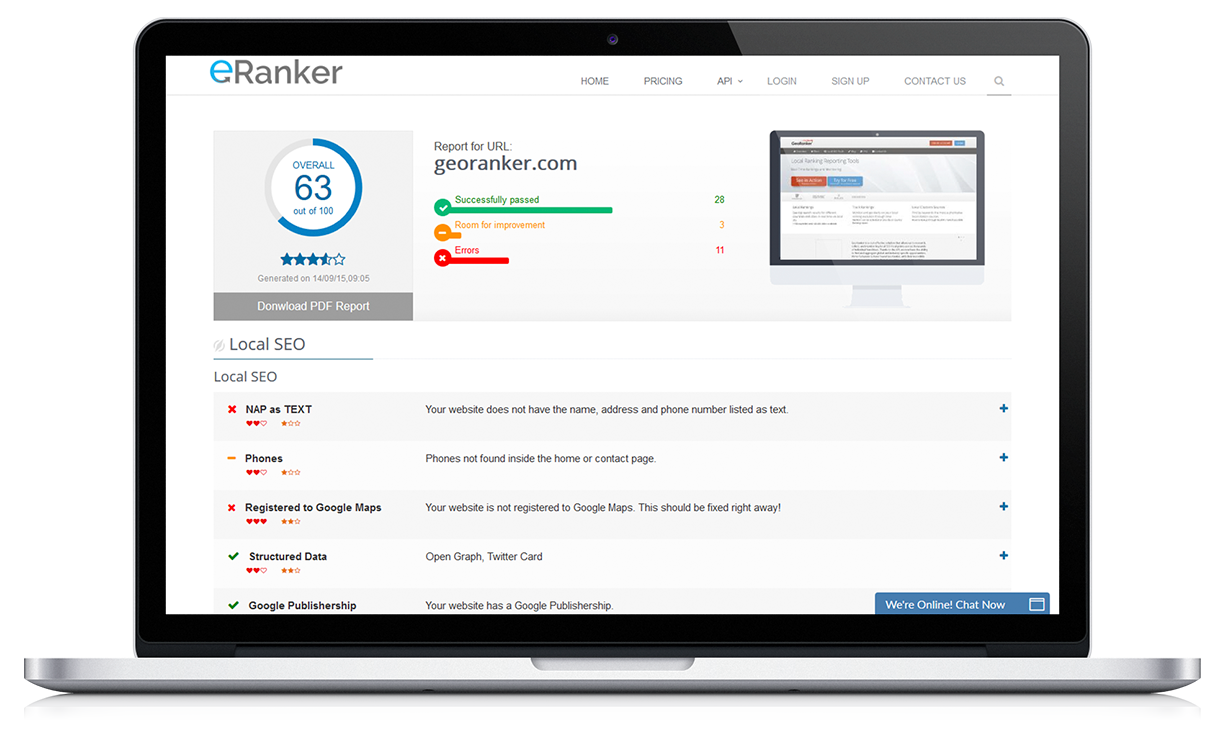 eRanker
HOME PRICING API LOGIN SIGN UP CONTACT US
OVERALL
63
out of 100
Generated on 14/09/15,09:05
Donwload PDF Report
Report for URL:
georanker.com
Successfully passed 28
Room for improvement 3
Errors 11
GeoRanker
Local Ranking Reporting Tools
Local SEO
Local SEO
NAP as TEXT Your website does not have the name, address and phone number listed as text.
Phones Phones not found inside the home or contact page.
Registered to Google Maps Your website is not registered to Google Maps. This should be fixed right away!
Structured Data Open Graph, Twitter Card
Google Publishership Your website has a Google Publishership.
We're Online! Chat Now